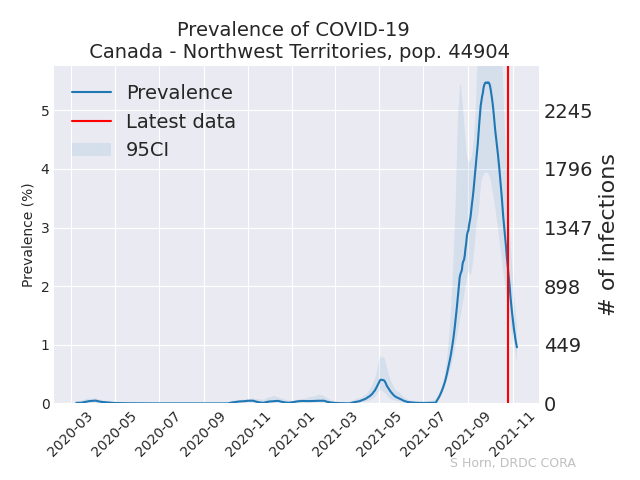 Prevalence of COVID-19
Canada - Northwest Territories, pop. 44904
Prevalence
Latest data
95CI
Prevalence (%)
5
4
3
2
1
0
2245
1796
1347
898
449
0
# of infections
2020-03
2020-05
2020-07
2020-09
2020-11
2021-01
2021-03
2021-05
2021-07
2021-09
2021-11
S Horn, DRDC CORA